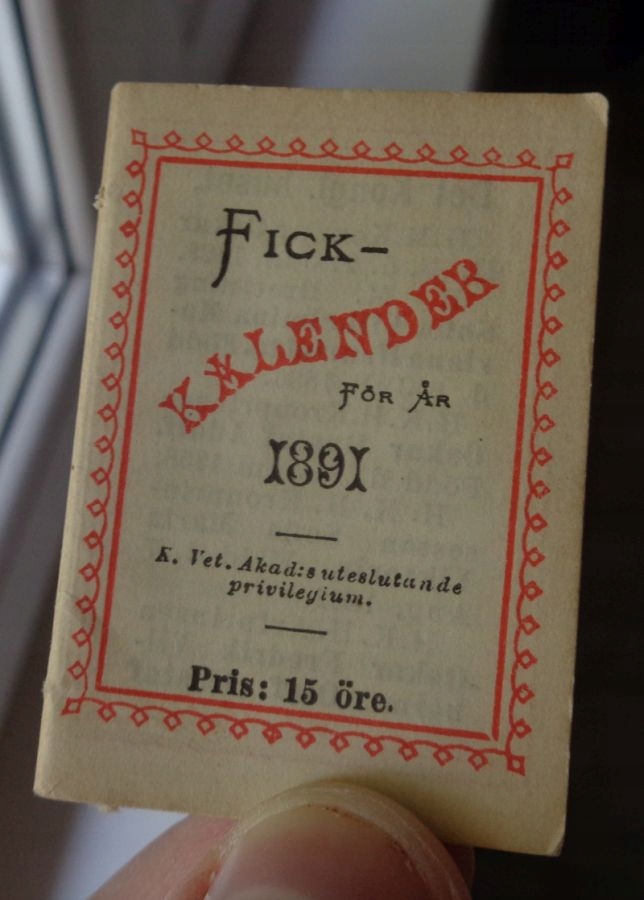 FICK-
KALENDER
FÖR ÅR
1891
K. Vet. Akad:s uteslutande
privilegium.
Pris: 15 öre.